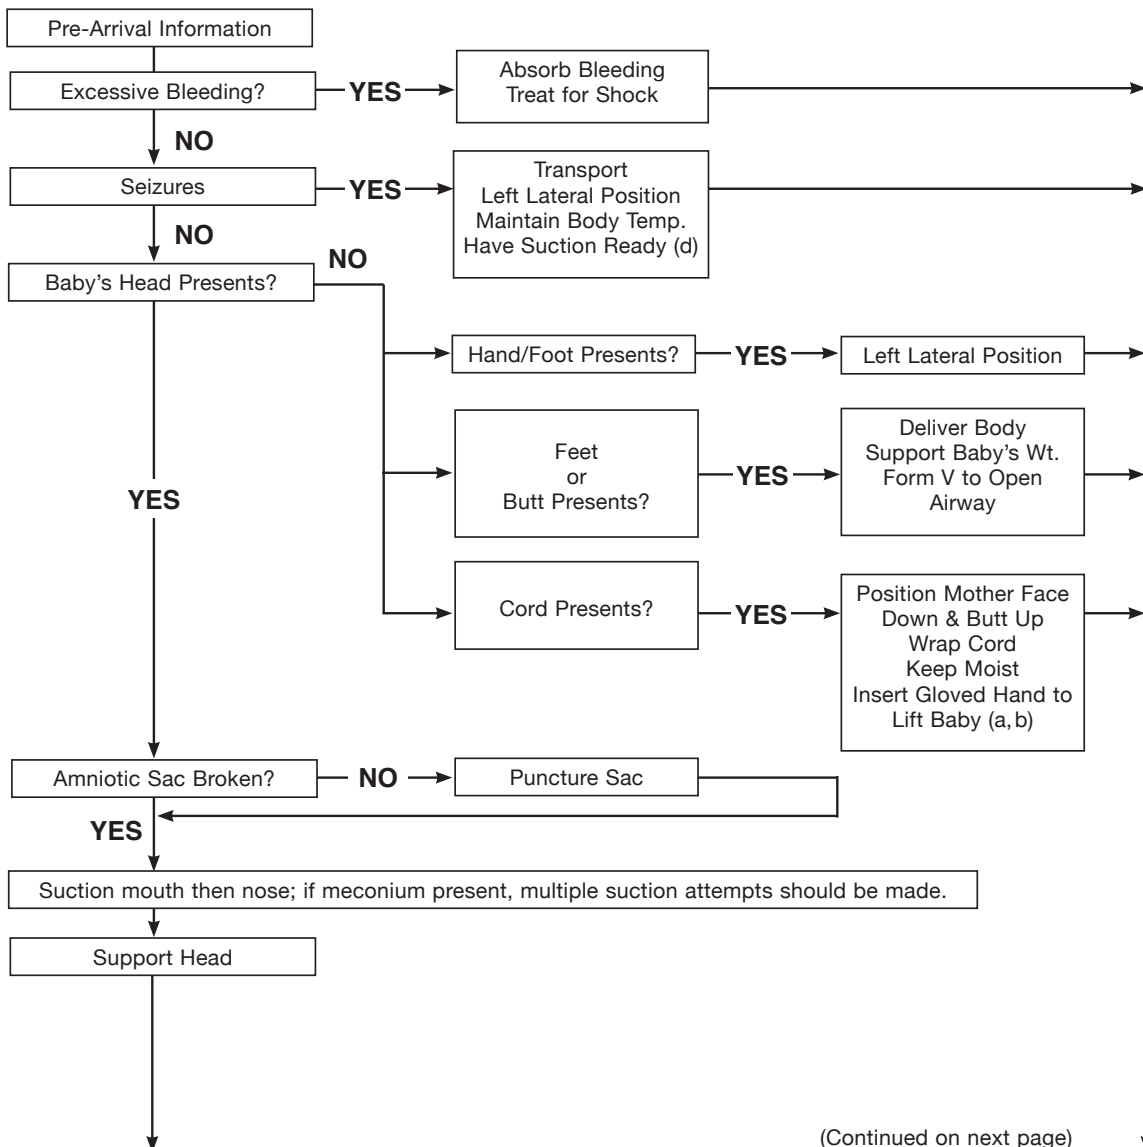 Pre-Arrival Information
Excessive Bleeding?
YES
Absorb Bleeding
Treat for Shock
NO
Seizures
YES
Transport
Left Lateral Position
Maintain Body Temp.
Have Suction Ready (d)
NO
Baby's Head Presents?
NO
Hand/Foot Presents?
YES
Left Lateral Position
Feet
or
Butt Presents?
YES
Deliver Body
Support Baby's Wt.
Form V to Open
Airway
YES
Cord Presents?
YES
Position Mother Face
Down & Butt Up
Wrap Cord
Keep Moist
Insert Gloved Hand to
Lift Baby (a, b)
Amniotic Sac Broken?
NO
Puncture Sac
YES
Suction mouth then nose; if meconium present, multiple suction attempts should be made.
Support Head
(Continued on next page)